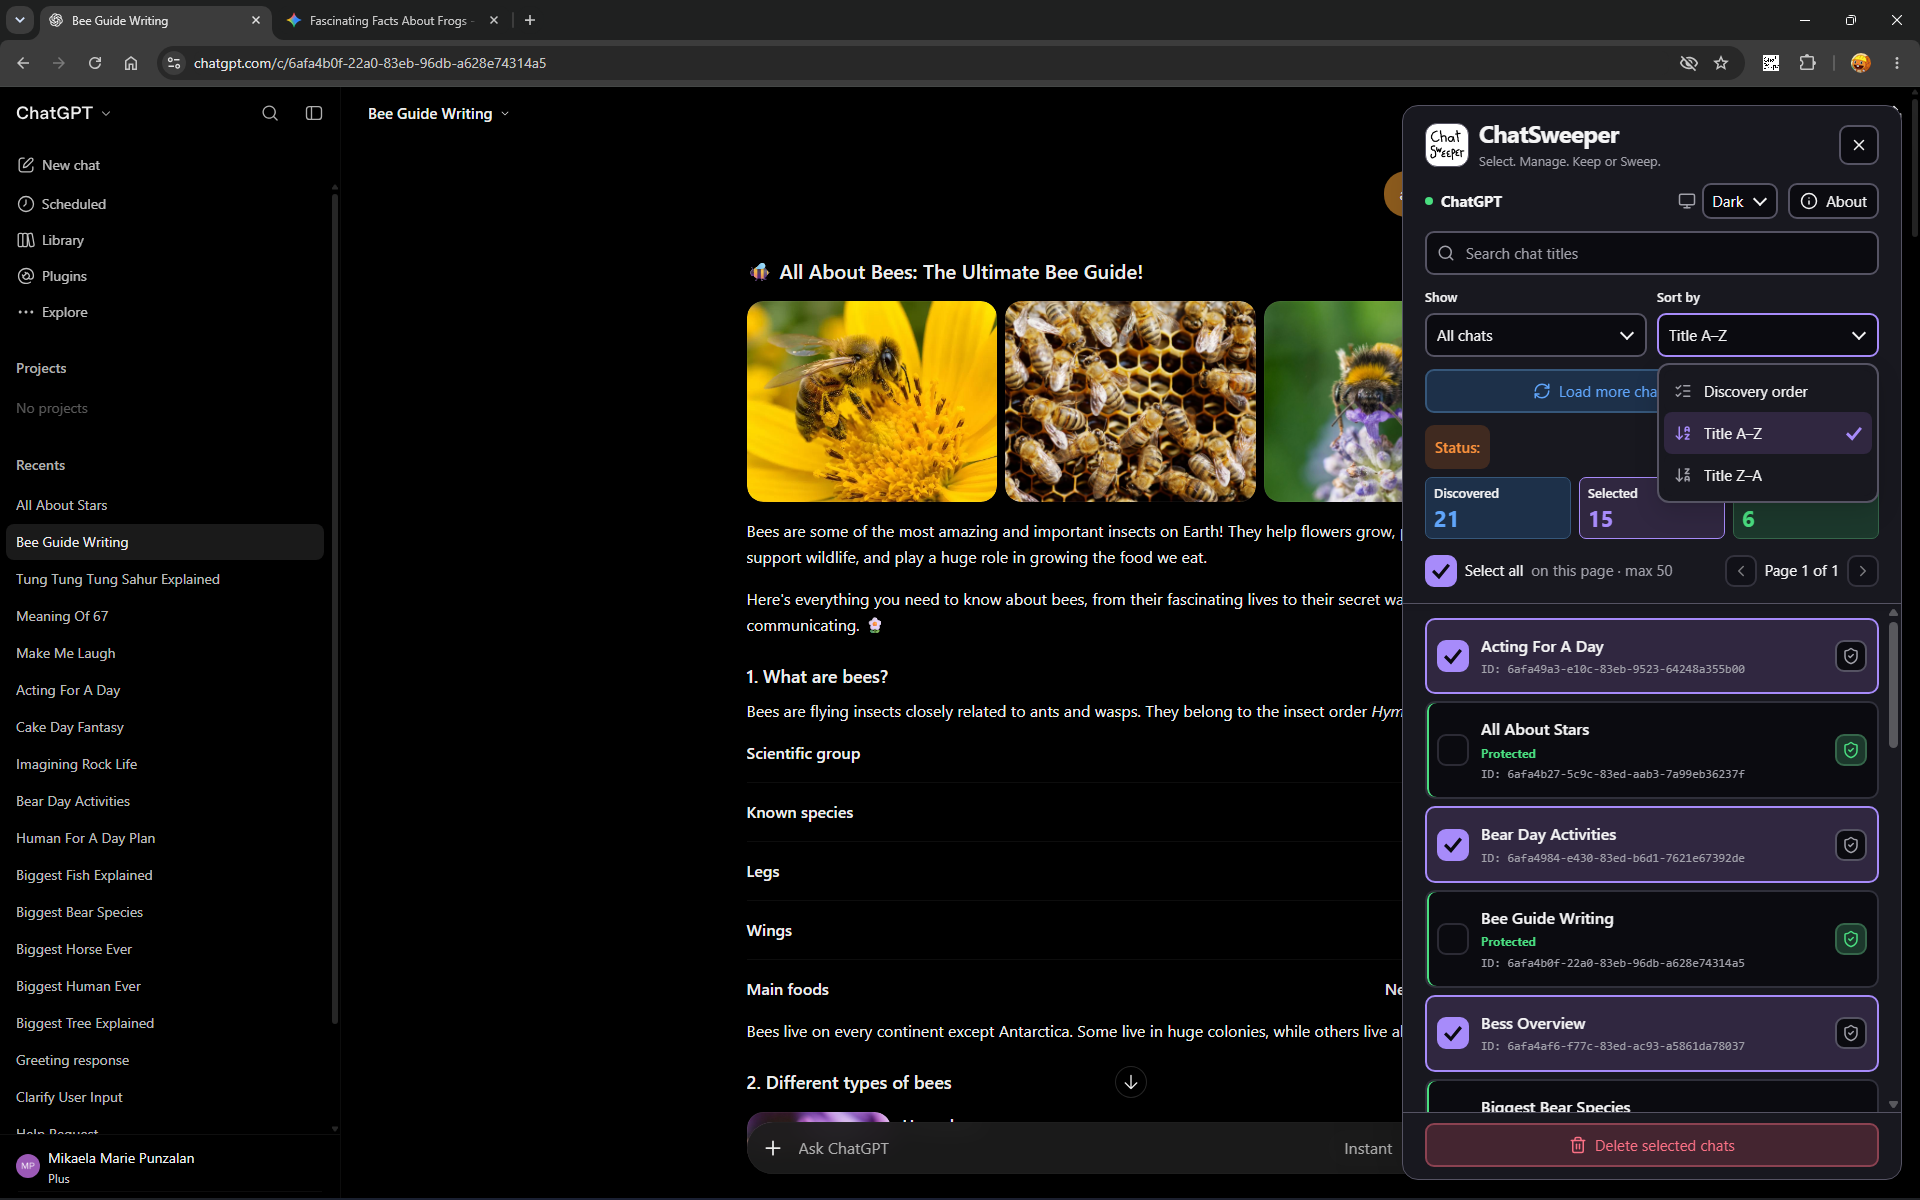 Bee Guide Writing
Fascinating Facts About Frogs
chatgpt.com/c/6afa4b0f-22a0-83eb-96db-a628e74314a5
ChatGPT
New chat
Scheduled
Library
Plugins
Explore
Projects
No projects
Recents
All About Stars
Bee Guide Writing
Tung Tung Tung Sahur Explained
Meaning Of 67
Make Me Laugh
Acting For A Day
Cake Day Fantasy
Imagining Rock Life
Bear Day Activities
Human For A Day Plan
Biggest Fish Explained
Biggest Bear Species
Biggest Horse Ever
Biggest Human Ever
Biggest Tree Explained
Greeting response
Clarify User Input
Help Request
MP
Mikaela Marie Punzalan
Plus
Bee Guide Writing
All About Bees: The Ultimate Bee Guide!
Bees are some of the most amazing and important insects on Earth! They help flowers grow,
support wildlife, and play a huge role in growing the food we eat.
Here's everything you need to know about bees, from their fascinating lives to their secret
communicating.
1. What are bees?
Bees are flying insects closely related to ants and wasps. They belong to the insect order
Scientific group
Known species
Legs
Wings
Main foods
Bees live on every continent except Antarctica. Some live in huge colonies, while others live
2. Different types of bees
Ask ChatGPT
Instant
Chat
Sweeper
ChatSweeper
Select. Manage. Keep or Sweep.
ChatGPT
Dark
About
Search chat titles
Show
Sort by
All chats
Title A–Z
Load more cha
Discovery order
Title A–Z
Title Z–A
Status:
Discovered
21
Selected
15
6
Select all on this page · max 50
Page 1 of 1
Acting For A Day
ID: 6afa49a3-e10c-83eb-9523-64248a355b00
All About Stars
Protected
ID: 6afa4b27-5c9c-83ed-aab3-7a99eb36237f
Bear Day Activities
ID: 6afa4984-e430-83ed-b6d1-7621e67392de
Bee Guide Writing
Protected
ID: 6afa4b0f-22a0-83eb-96db-a628e74314a5
Bess Overview
ID: 6afa4af6-f77c-83ed-ac93-a5861da78037
Biggest Bear Species
Delete selected chats